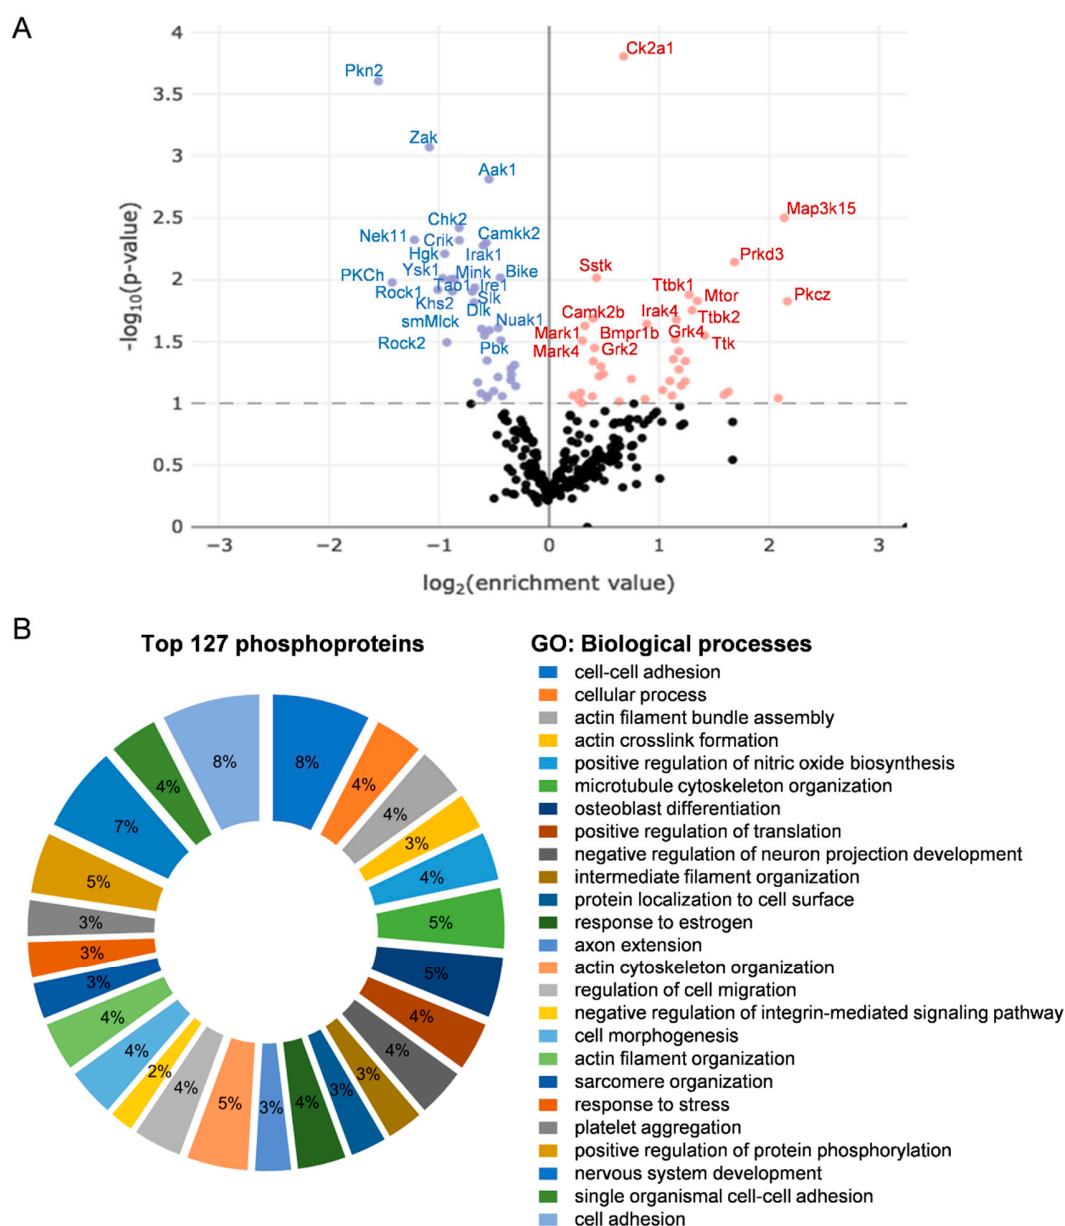 A
4
3.5
3
2.5
2
1.5
1
0.5
0
-log10(p-value)
Ck2a1
Pkn2
Zak
Aak1
Map3k15
Chk2
Nek11
Crik
Camkk2
Hgk
Irak1
Prkd3
Ysk1
Mink
Bike
Sstk
PKCh
Tao1
Ire1
Ttbk1
Mtor
Pkcz
Rock1
Khs2
Slk
Dlk
Camk2b
Irak4
Ttbk2
smMlck
Nuak1
Mark1
Bmpr1b
Grk4
Rock2
Pbk
Mark4
Grk2
Ttk
−3
−2
−1
0
1
2
3
log2(enrichment value)
B
Top 127 phosphoproteins
8%
4%
4%
3%
4%
5%
5%
4%
4%
3%
3%
4%
3%
5%
4%
2%
4%
4%
3%
3%
3%
5%
7%
4%
8%
GO: Biological processes
cell-cell adhesion
cellular process
actin filament bundle assembly
actin crosslink formation
positive regulation of nitric oxide biosynthesis
microtubule cytoskeleton organization
osteoblast differentiation
positive regulation of translation
negative regulation of neuron projection development
intermediate filament organization
protein localization to cell surface
response to estrogen
axon extension
actin cytoskeleton organization
regulation of cell migration
negative regulation of integrin-mediated signaling pathway
cell morphogenesis
actin filament organization
sarcomere organization
response to stress
platelet aggregation
positive regulation of protein phosphorylation
nervous system development
single organismal cell-cell adhesion
cell adhesion